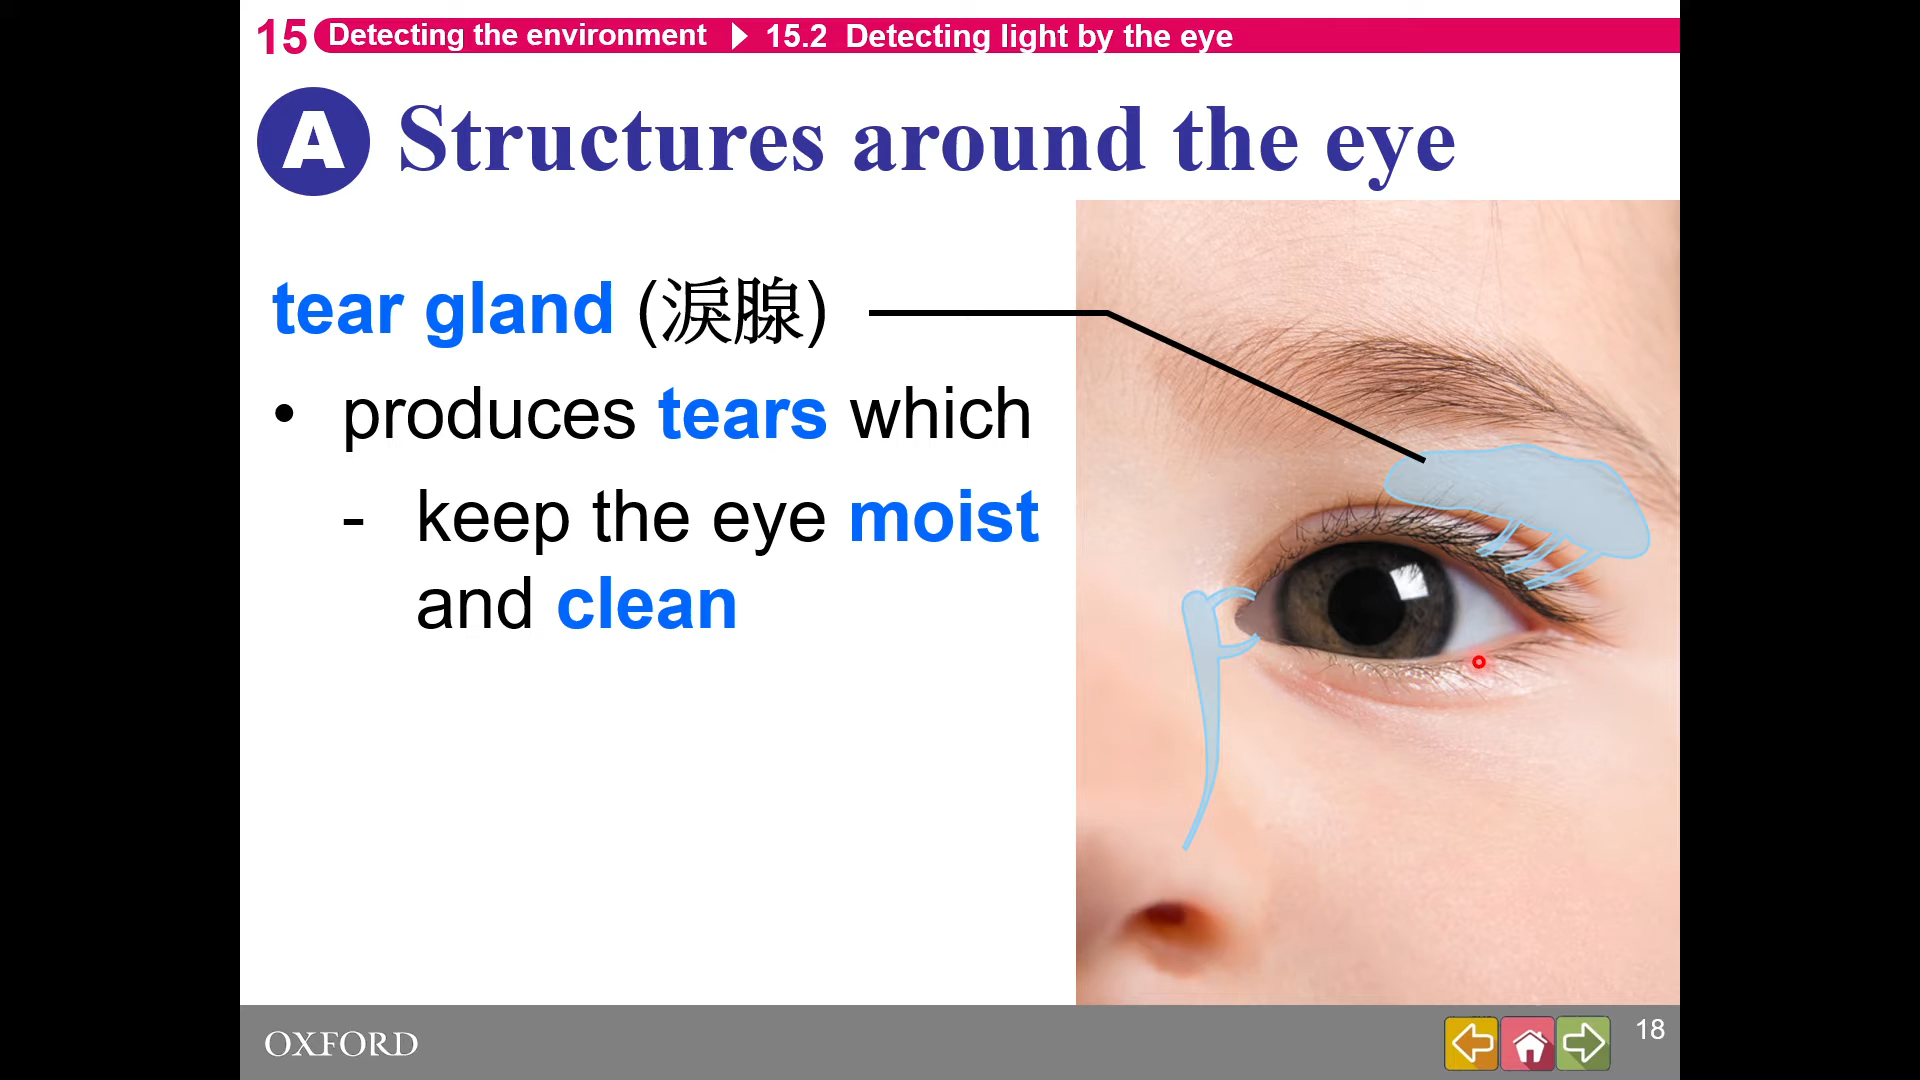 15 Detecting the environment ▶ 15.2 Detecting light by the eye
A Structures around the eye
tear gland (淚腺)
• produces tears which
- keep the eye moist
and clean
OXFORD
18